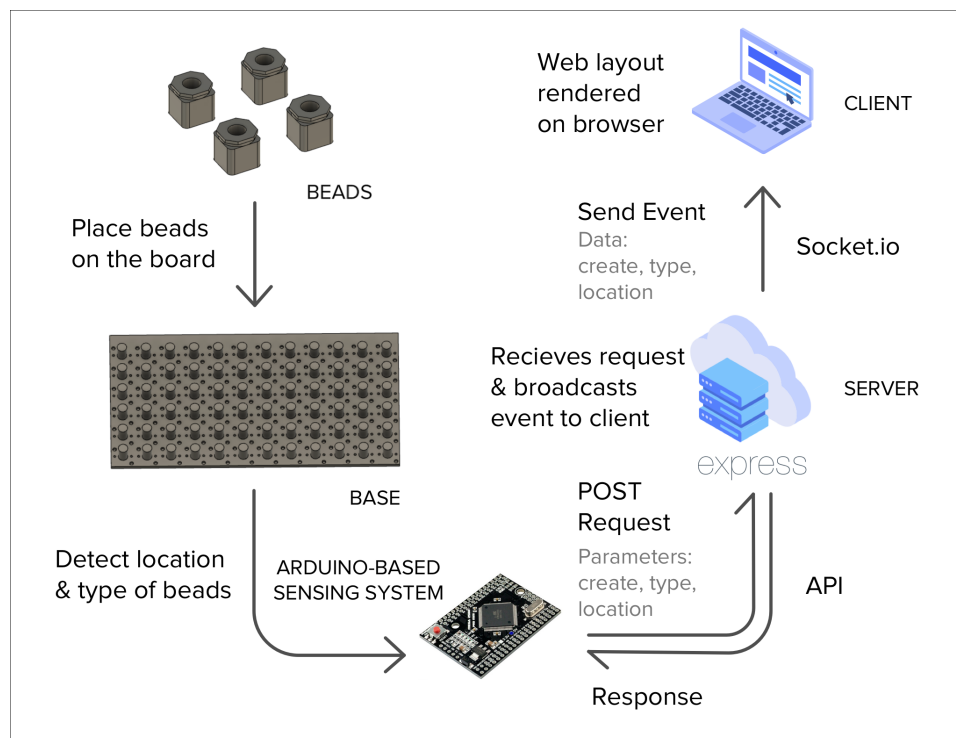 BEADS
Place beads
on the board
BASE
Detect location
& type of beads
ARDUINO-BASED
SENSING SYSTEM
POST
Request
Parameters:
create, type,
location
API
Response
express
SERVER
Recieves request
& broadcasts
event to client
Send Event
Data:
create, type,
location
Socket.io
Web layout
rendered
on browser
CLIENT